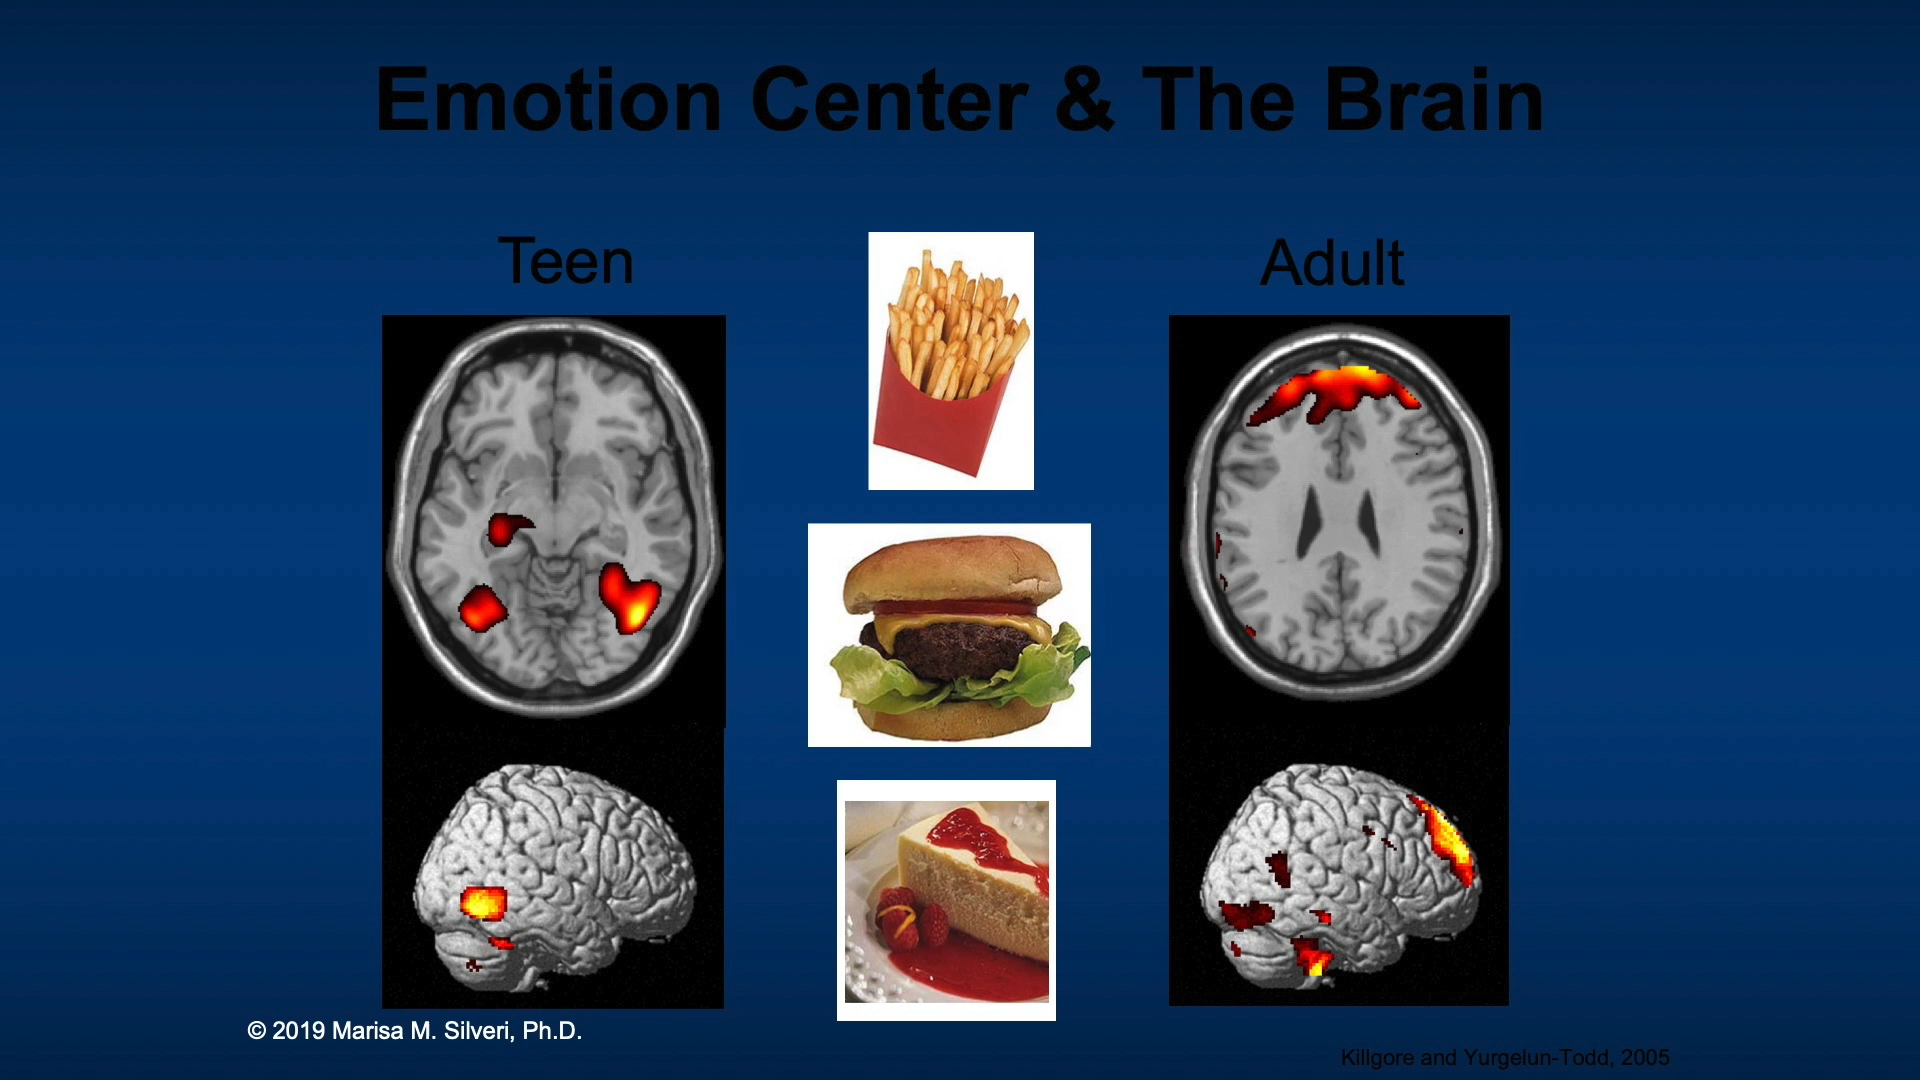 Emotion Center & The Brain
Teen
Adult
© 2019 Marisa M. Silveri, Ph.D.
Killgore and Yurgelun-Todd, 2005